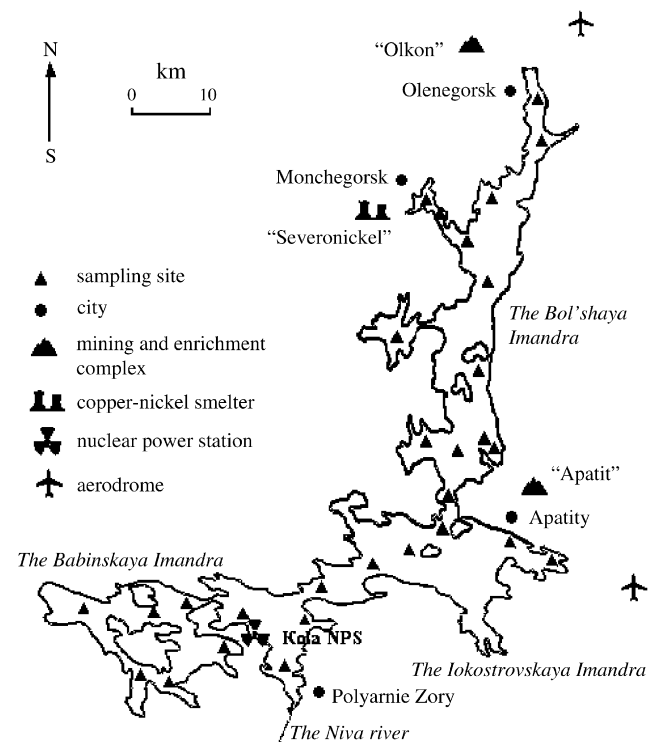 "Olkon"
N
km
0 10
Olenegorsk
S
Monchegorsk
"Severonickel"
sampling site
city
The Bol'shaya
Imandra
mining and enrichment
complex
copper-nickel smelter
nuclear power station
"Apatit"
aerodrome
Apatity
The Babinskaya Imandra
Kola NPS
The Iokostrovskaya Imandra
Polyarnie Zory
The Niva river